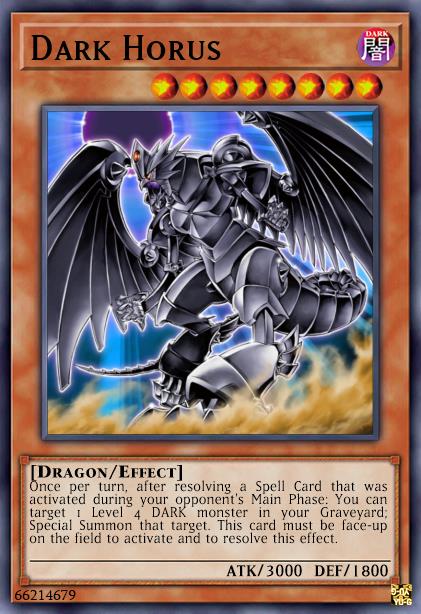 DARK HORUS
DARK
闇
[DRAGON/EFFECT]
Once per turn, after resolving a Spell Card that was
activated during your opponent's Main Phase: You can
target 1 Level 4 DARK monster in your Graveyard;
Special Summon that target. This card must be face-up
on the field to activate and to resolve this effect.
ATK/3000 DEF/1800
66214679